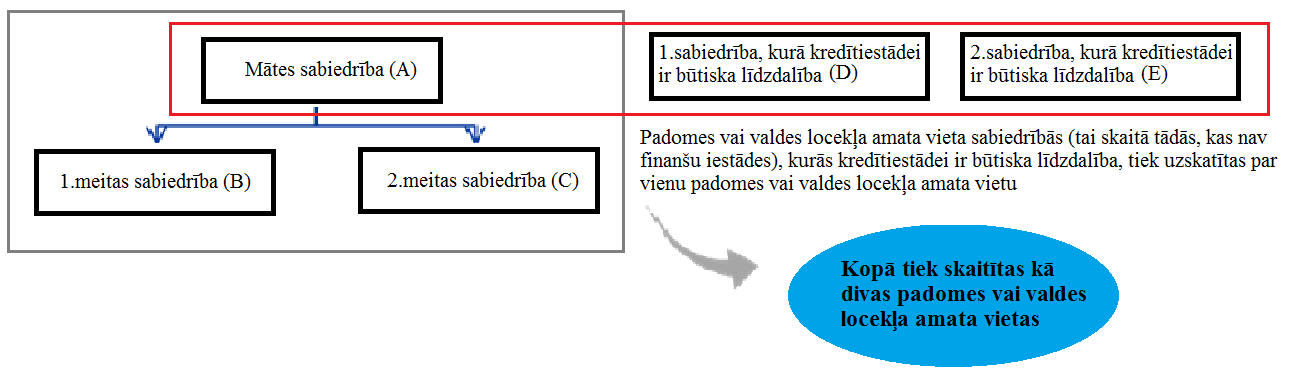 Mātes sabiedrība (A)
1.sabiedrība, kurā kredītiestādei
ir būtiska līdzdalība (D)
2.sabiedrība, kurā kredītiestādei
ir būtiska līdzdalība (E)
1.meitas sabiedrība (B)
2.meitas sabiedrība (C)
Padomes vai valdes locekļa amata vieta sabiedrībās (tai skaitā tādās, kas nav
finanšu iestādes), kurās kredītiestādei ir būtiska līdzdalība, tiek uzskatītas par
vienu padomes vai valdes locekļa amata vietu
Kopā tiek skaitītas kā
divas padomes vai valdes
locekļa amata vietas